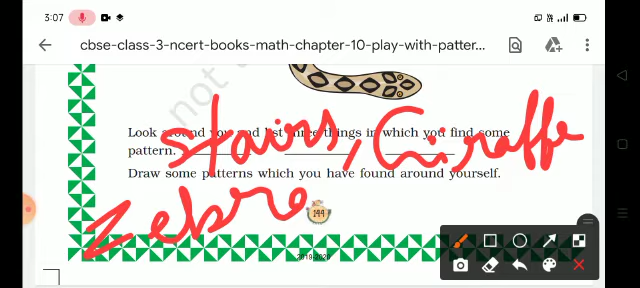 3:07
cbse-class-3-ncert-books-math-chapter-10-play-with-patter...
not t
Look around you and list three things in which you find some
pattern.
stairs, Giraffe
Draw some patterns which you have found around yourself.
Zebra
144
2019-2020